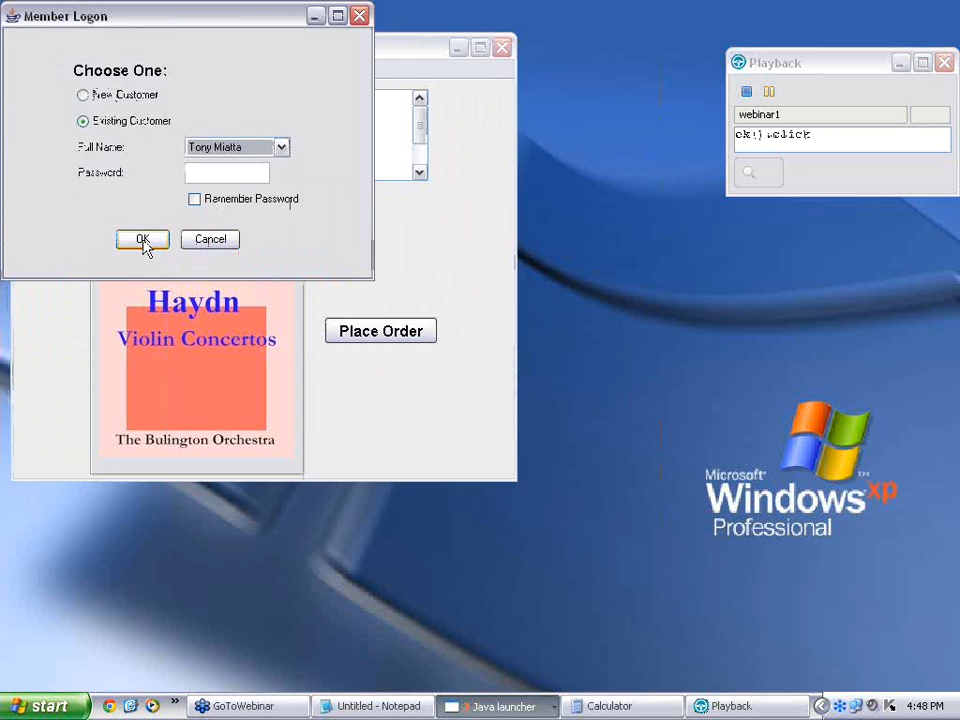 Member Logon
Choose One:
New Customer
Existing Customer
Full Name:
Tony Miatta
Password:
Remember Password
OK
Cancel
Haydn
Violin Concertos
The Bulington Orchestra
Place Order
Playback
webinar1
ok().click
Microsoft
Windows xp
Professional
start
GoToWebinar
Untitled - Notepad
Java launcher
Calculator
Playback
4:48 PM